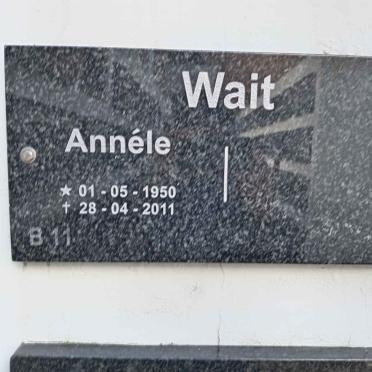 Wait
Annéle
★ 01 - 05 - 1950
† 28 - 04 - 2011
B 11